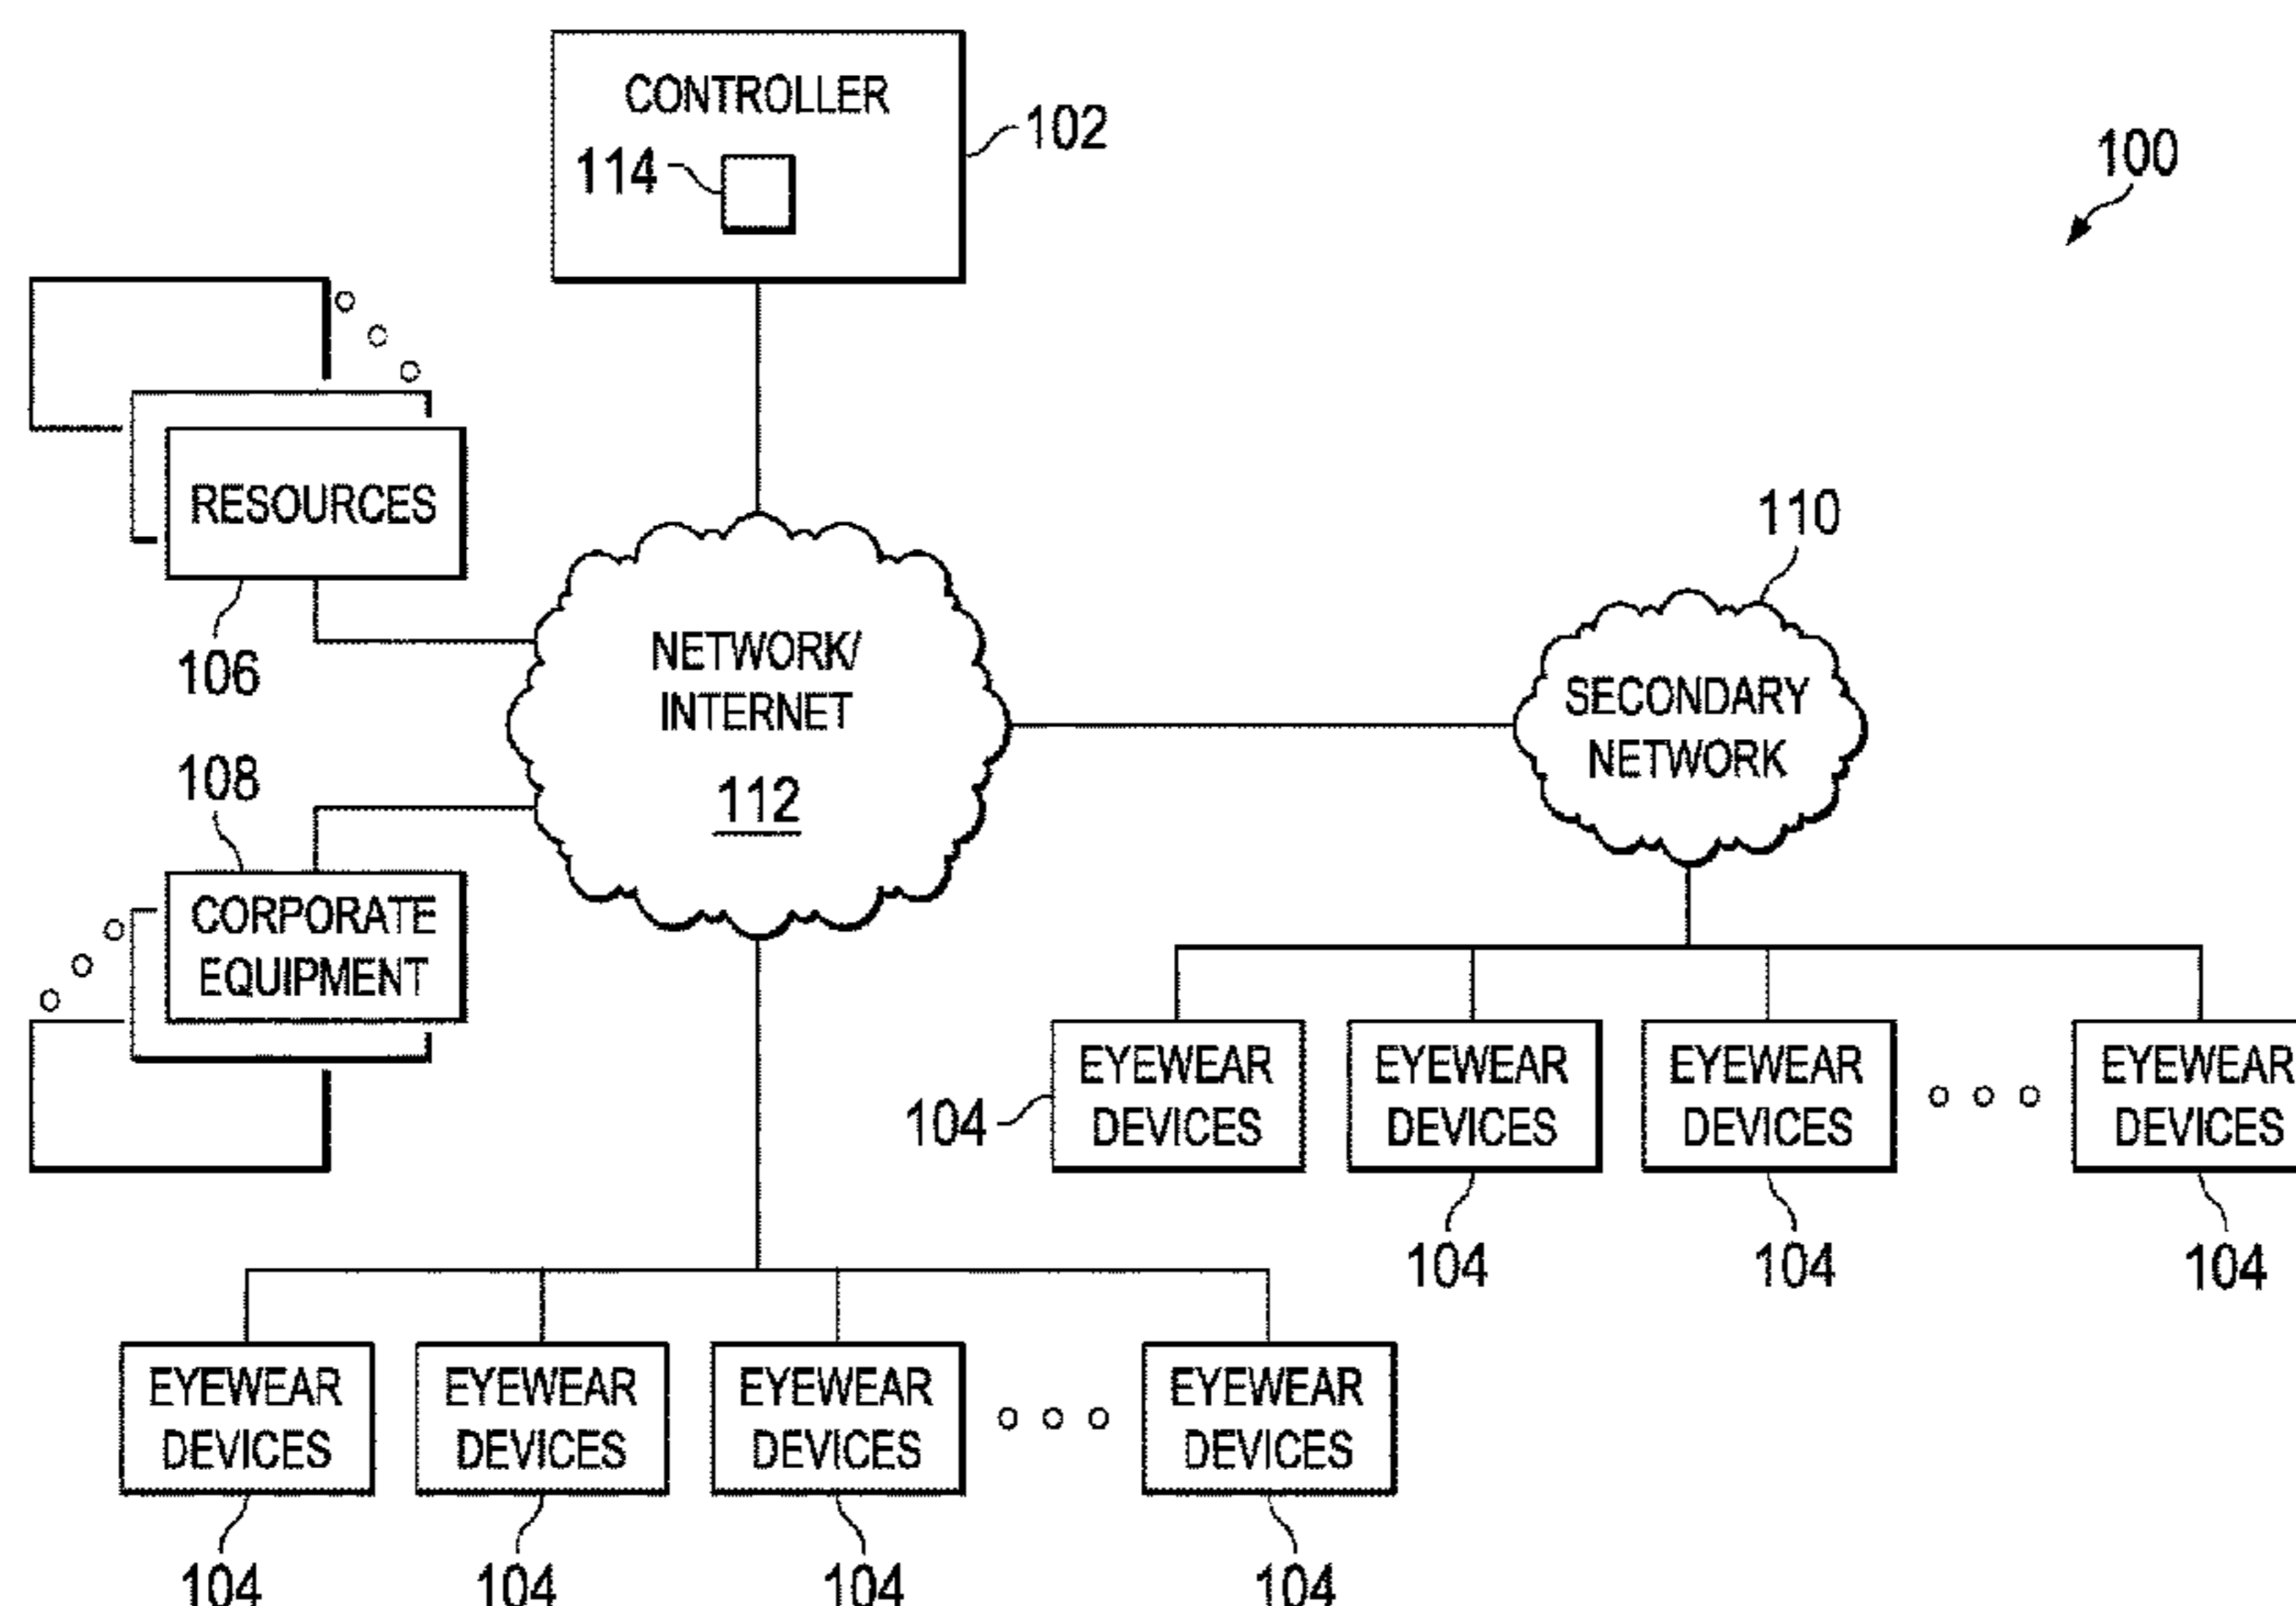 CONTROLLER
114
102
100
RESOURCES
106
110
NETWORK/
INTERNET
112
SECONDARY
NETWORK
108
CORPORATE
EQUIPMENT
EYEWEAR
DEVICES
EYEWEAR
DEVICES
EYEWEAR
DEVICES
EYEWEAR
DEVICES
104
104
104
104
EYEWEAR
DEVICES
EYEWEAR
DEVICES
EYEWEAR
DEVICES
EYEWEAR
DEVICES
104
104
104
104